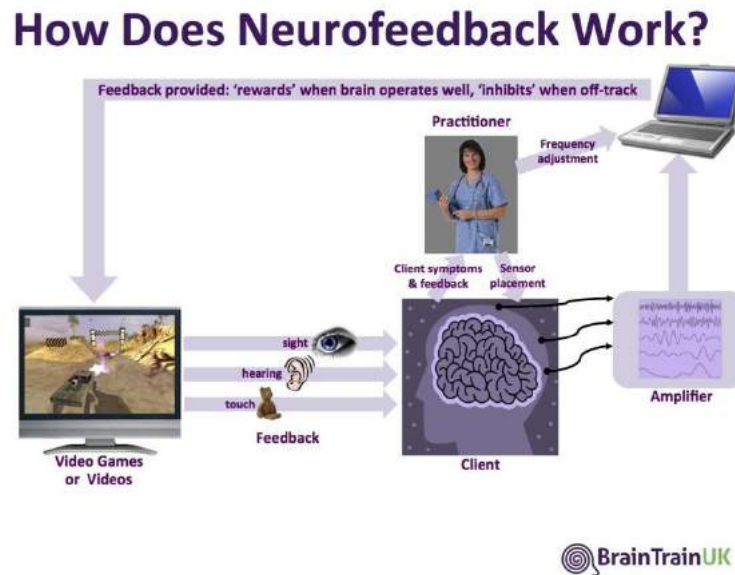 How Does Neurofeedback Work?
Feedback provided: ‘rewards’ when brain operates well, ‘inhibits’ when off-track
Practitioner
Frequency
adjustment
Client symptoms
& feedback
Sensor
placement
sight
hearing
touch
Feedback
Video Games
or Videos
Client
Amplifier
BrainTrainUK